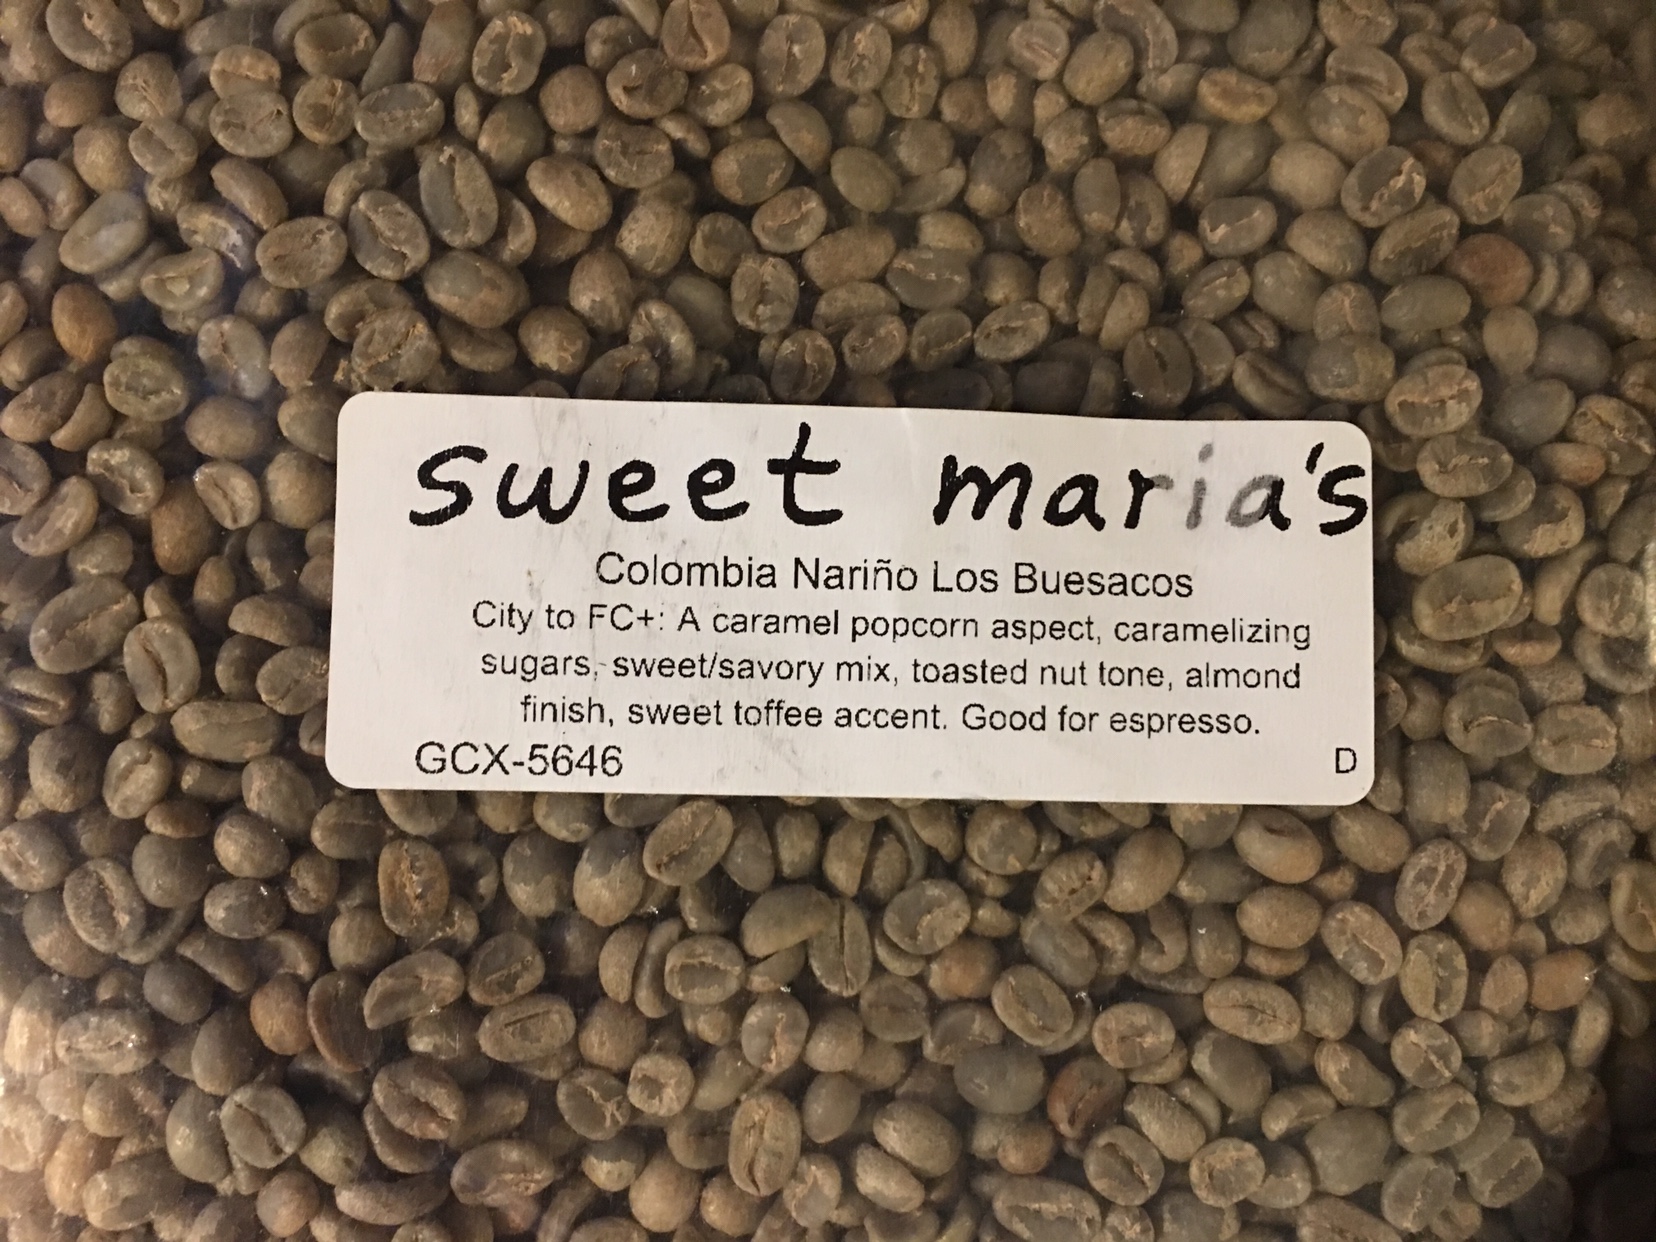 sweet maria's
Colombia Nariño Los Buesacos
City to FC+: A caramel popcorn aspect, caramelizing
sugars, sweet/savory mix, toasted nut tone, almond
finish, sweet toffee accent. Good for espresso.
GCX-5646 D